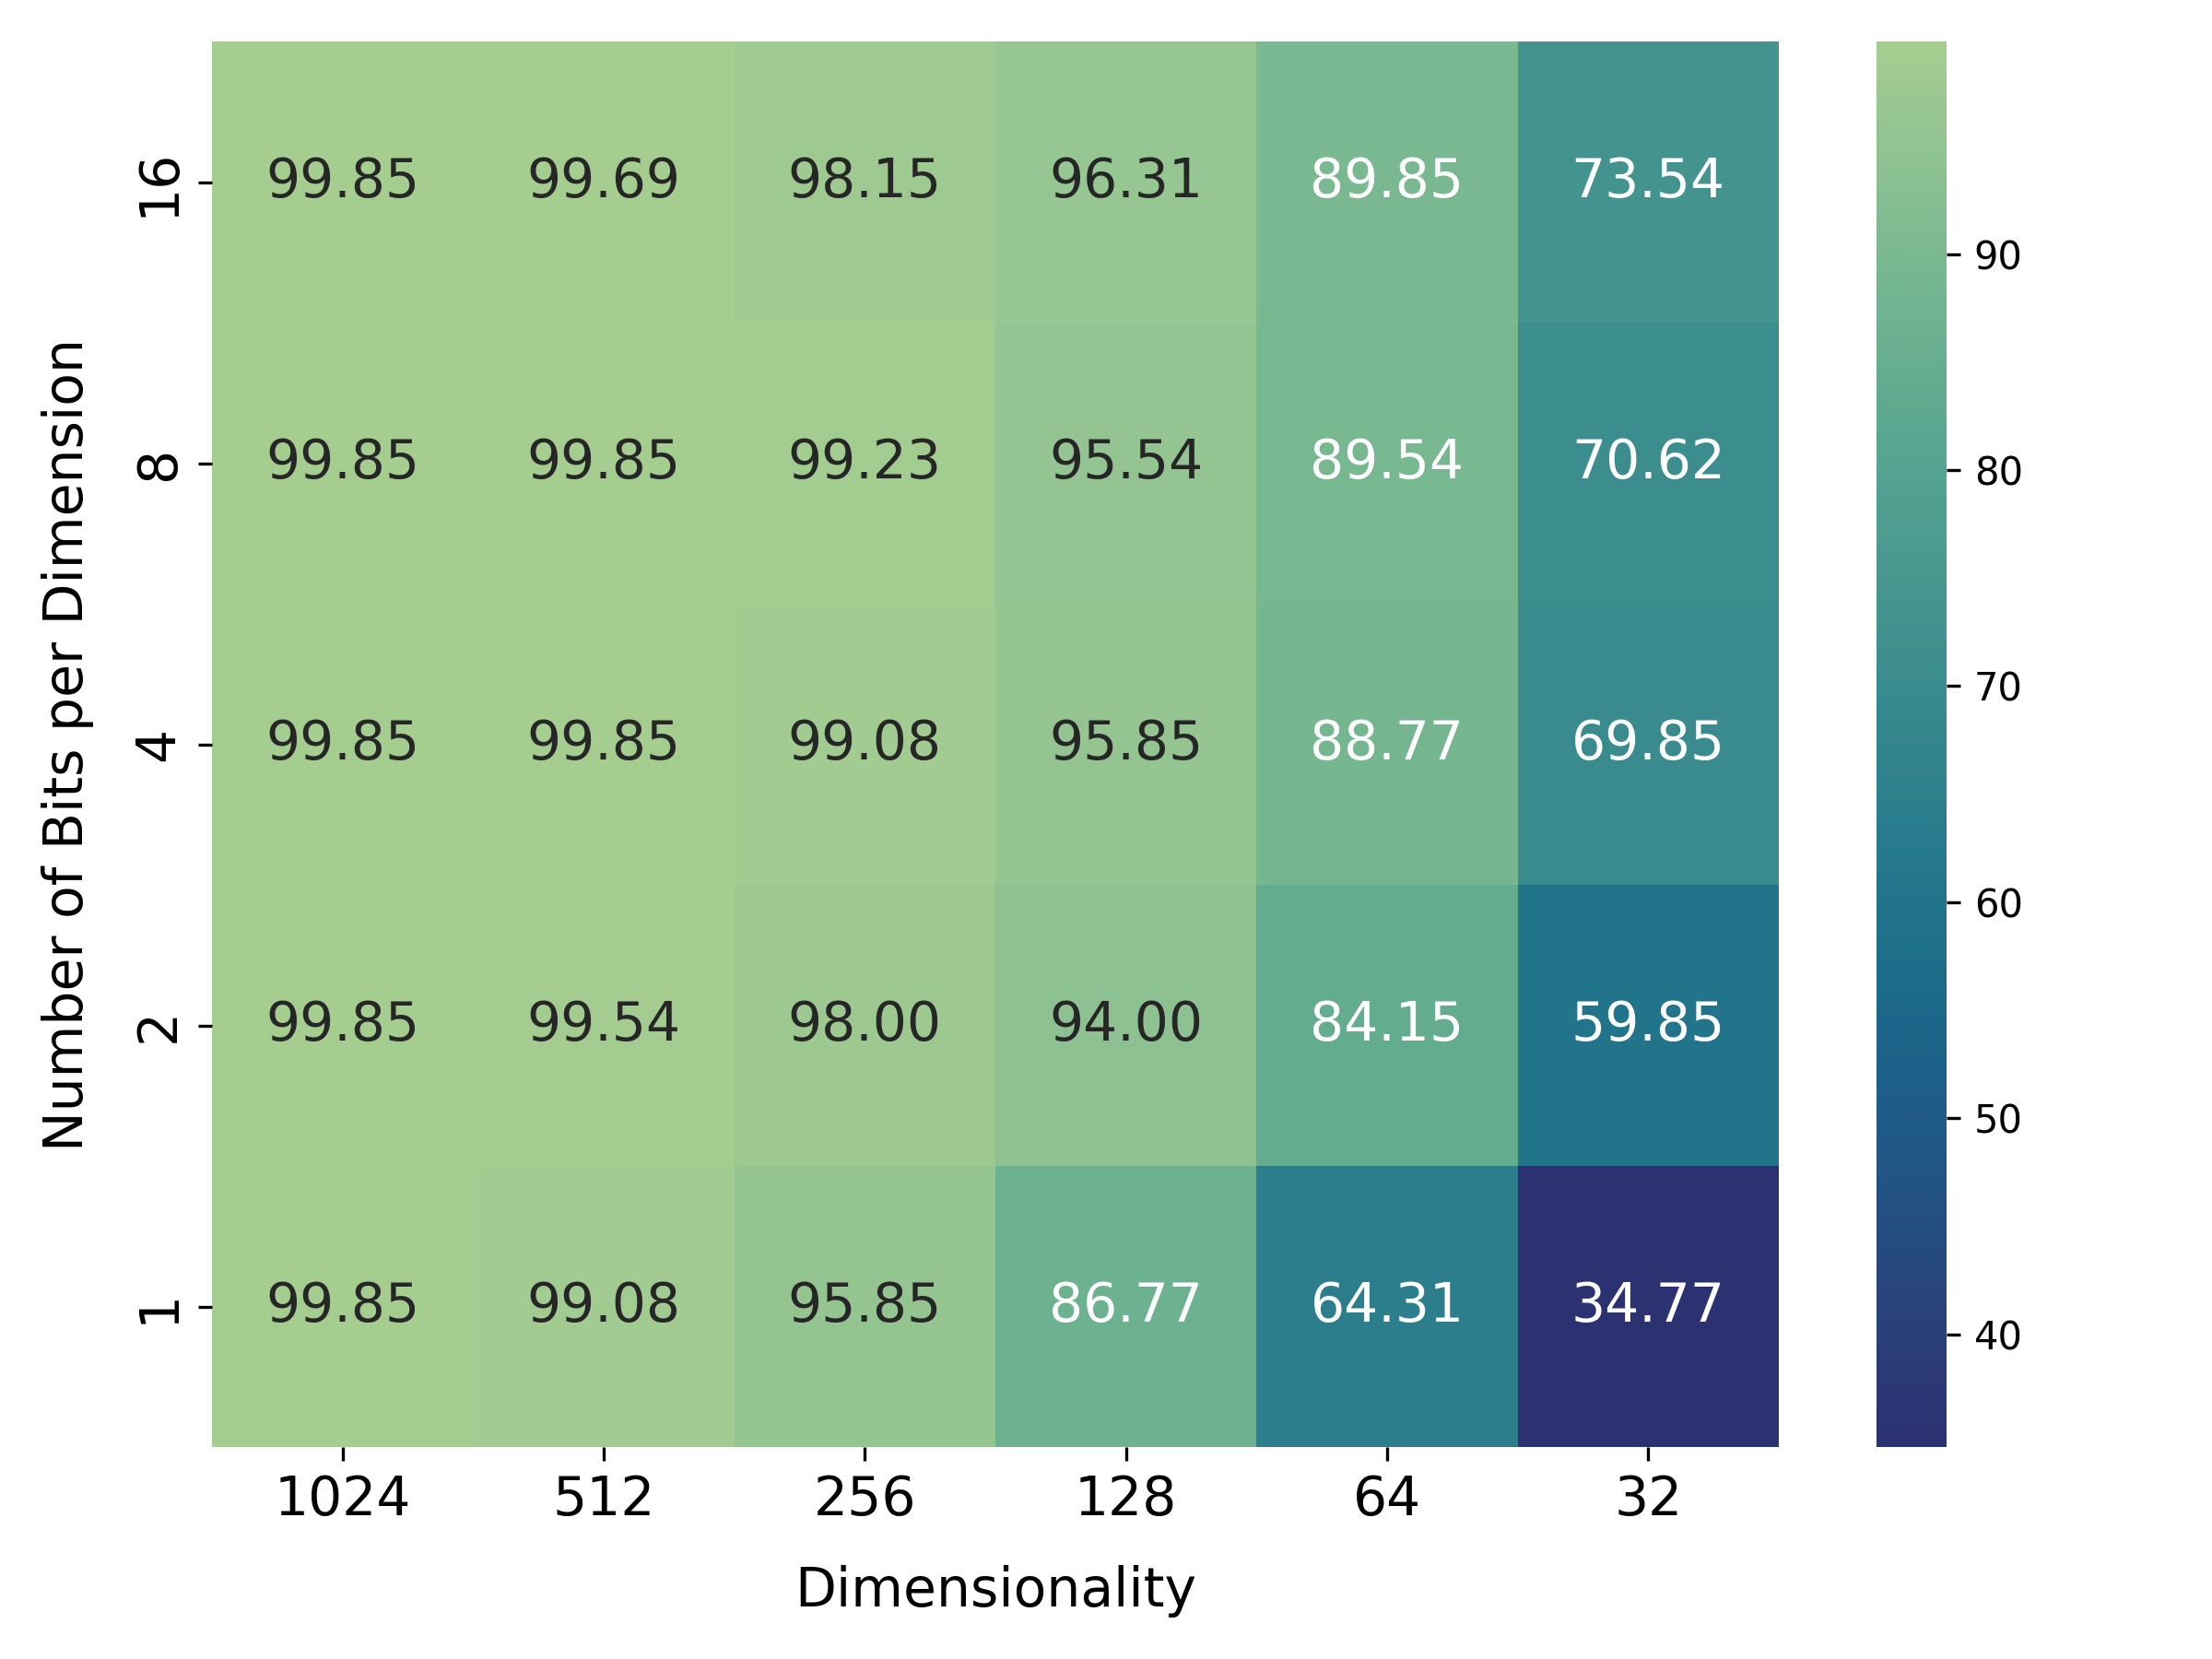 Number of Bits per Dimension
16 99.85 99.69 98.15 96.31 89.85 73.54
8 99.85 99.85 99.23 95.54 89.54 70.62
4 99.85 99.85 99.08 95.85 88.77 69.85
2 99.85 99.54 98.00 94.00 84.15 59.85
1 99.85 99.08 95.85 86.77 64.31 34.77
1024 512 256 128 64 32
Dimensionality
90
80
70
60
50
40